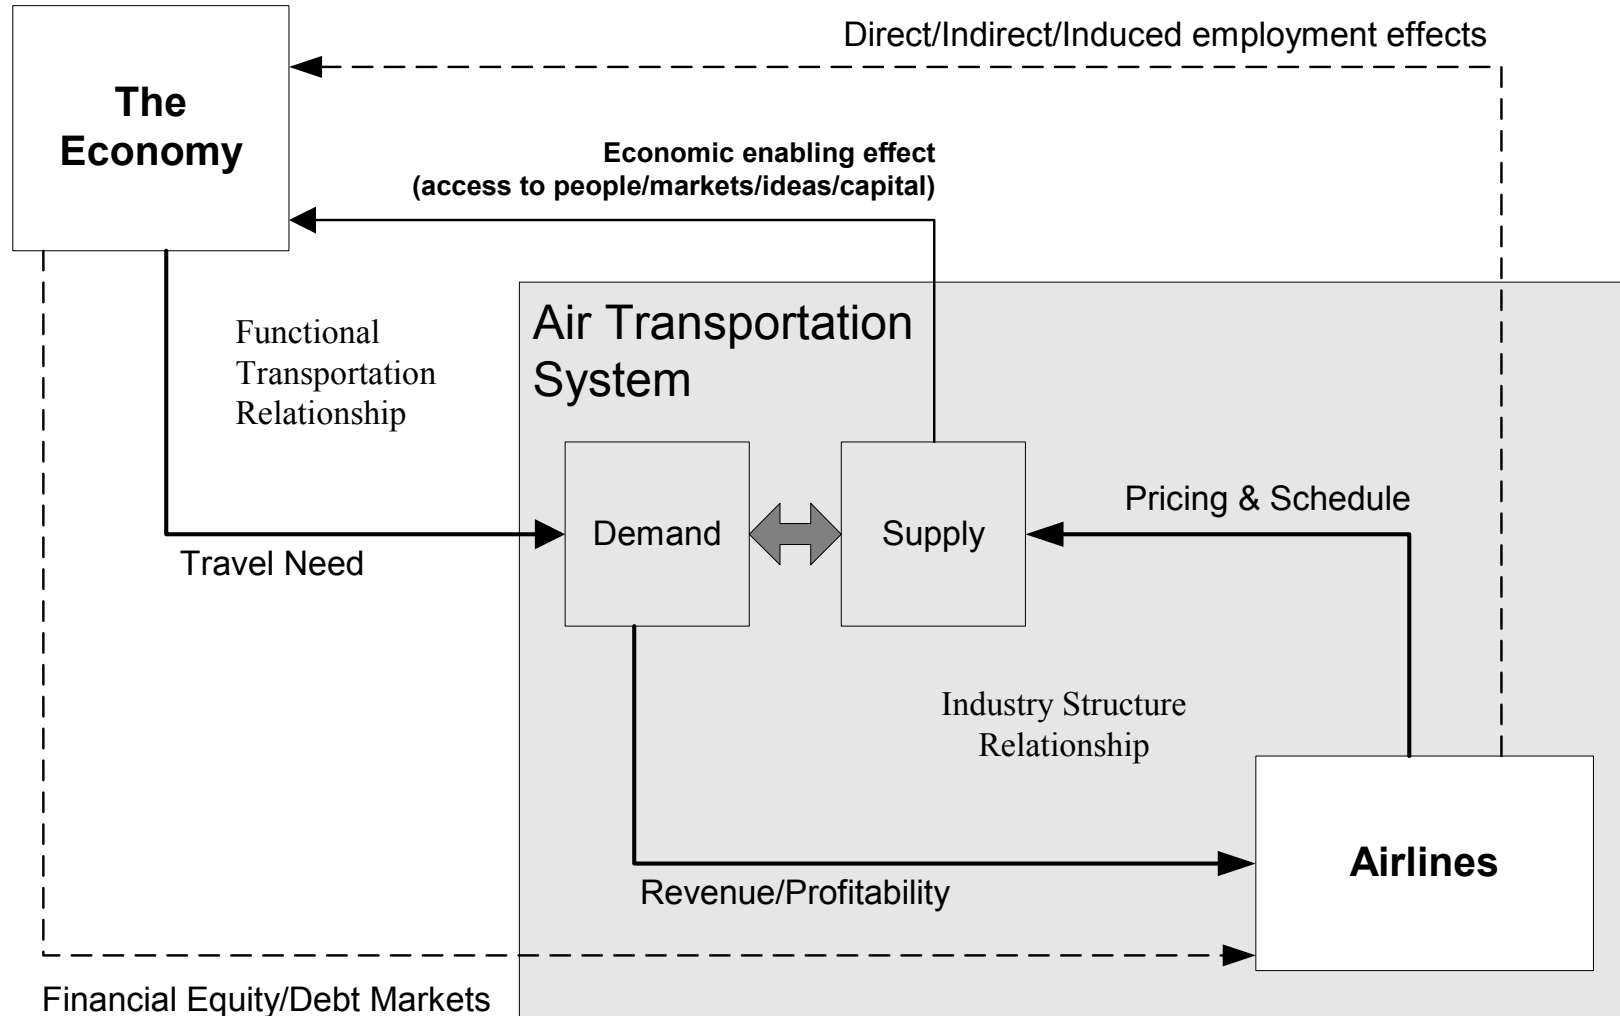 Direct/Indirect/Induced employment effects
The
Economy
Economic enabling effect
(access to people/markets/ideas/capital)
Functional
Transportation
Relationship
Air Transportation
System
Demand
Supply
Pricing & Schedule
Travel Need
Industry Structure
Relationship
Airlines
Revenue/Profitability
Financial Equity/Debt Markets